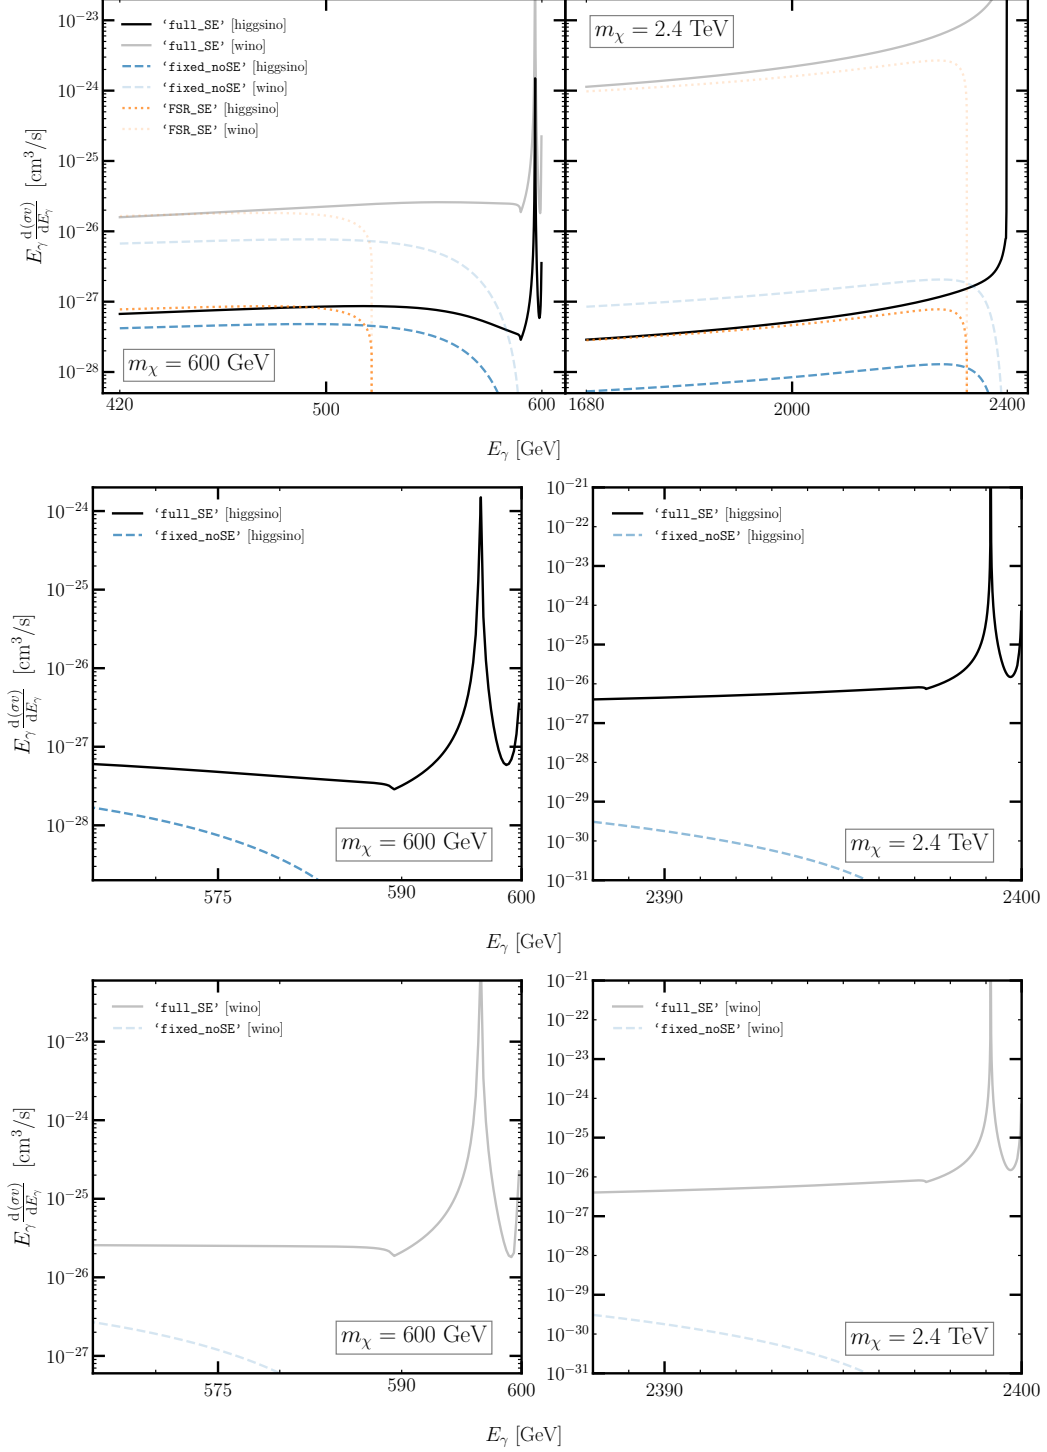 10⁻²³
10⁻²⁴
10⁻²⁵
10⁻²⁶
10⁻²⁷
10⁻²⁸
E_γ d⟨σv⟩/dE_γ [cm³/s]
'full_SE' [higgsino]
'full_SE' [wino]
'fixed_noSE' [higgsino]
'fixed_noSE' [wino]
'FSR_SE' [higgsino]
'FSR_SE' [wino]
m_χ = 600 GeV
m_χ = 2.4 TeV
420 500 600 1680 2000 2400
E_γ [GeV]
10⁻²⁴
10⁻²⁵
10⁻²⁶
10⁻²⁷
10⁻²⁸
E_γ d⟨σv⟩/dE_γ [cm³/s]
'full_SE' [higgsino]
'fixed_noSE' [higgsino]
m_χ = 600 GeV
575 590 600
10⁻²¹
10⁻²²
10⁻²³
10⁻²⁴
10⁻²⁵
10⁻²⁶
10⁻²⁷
10⁻²⁸
10⁻²⁹
10⁻³⁰
10⁻³¹
'full_SE' [higgsino]
'fixed_noSE' [higgsino]
m_χ = 2.4 TeV
2390 2400
E_γ [GeV]
10⁻²³
10⁻²⁴
10⁻²⁵
10⁻²⁶
10⁻²⁷
E_γ d⟨σv⟩/dE_γ [cm³/s]
'full_SE' [wino]
'fixed_noSE' [wino]
m_χ = 600 GeV
575 590 600
10⁻²¹
10⁻²²
10⁻²³
10⁻²⁴
10⁻²⁵
10⁻²⁶
10⁻²⁷
10⁻²⁸
10⁻²⁹
10⁻³⁰
10⁻³¹
'full_SE' [wino]
'fixed_noSE' [wino]
m_χ = 2.4 TeV
2390 2400
E_γ [GeV]